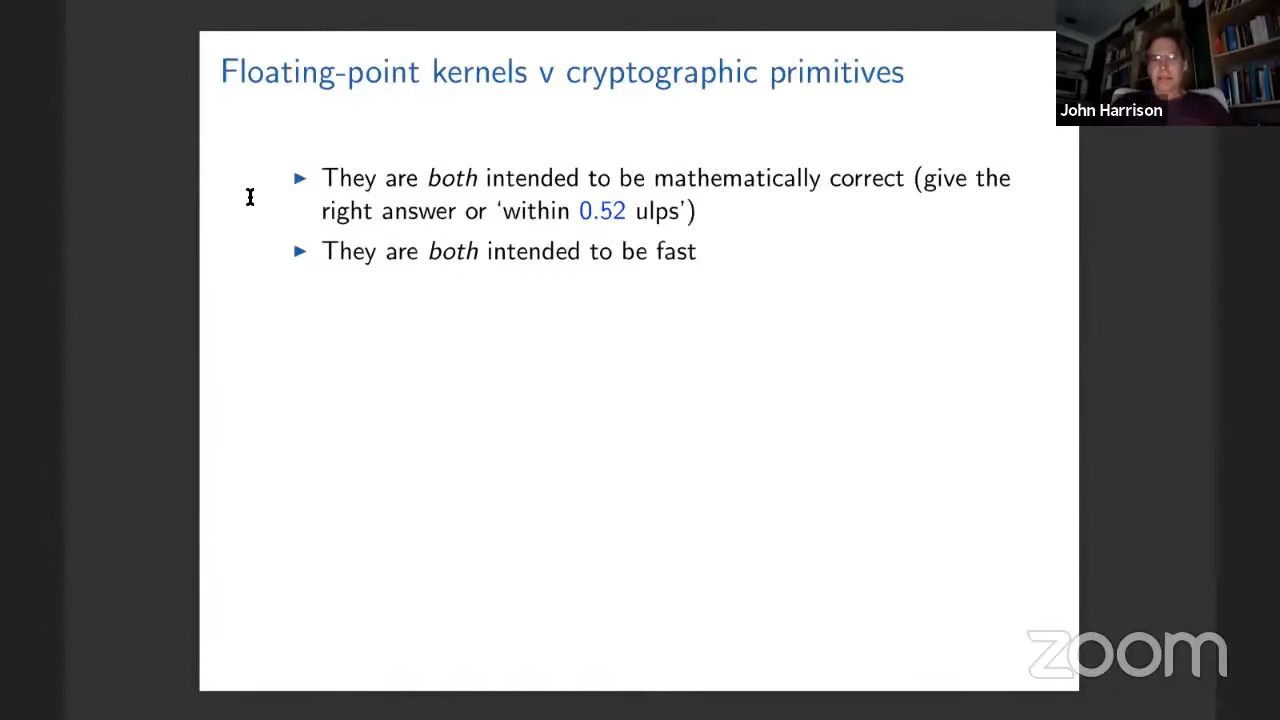 Floating-point kernels v cryptographic primitives
John Harrison
▶ They are both intended to be mathematically correct (give the
right answer or ‘within 0.52 ulps’)
▶ They are both intended to be fast
zoom